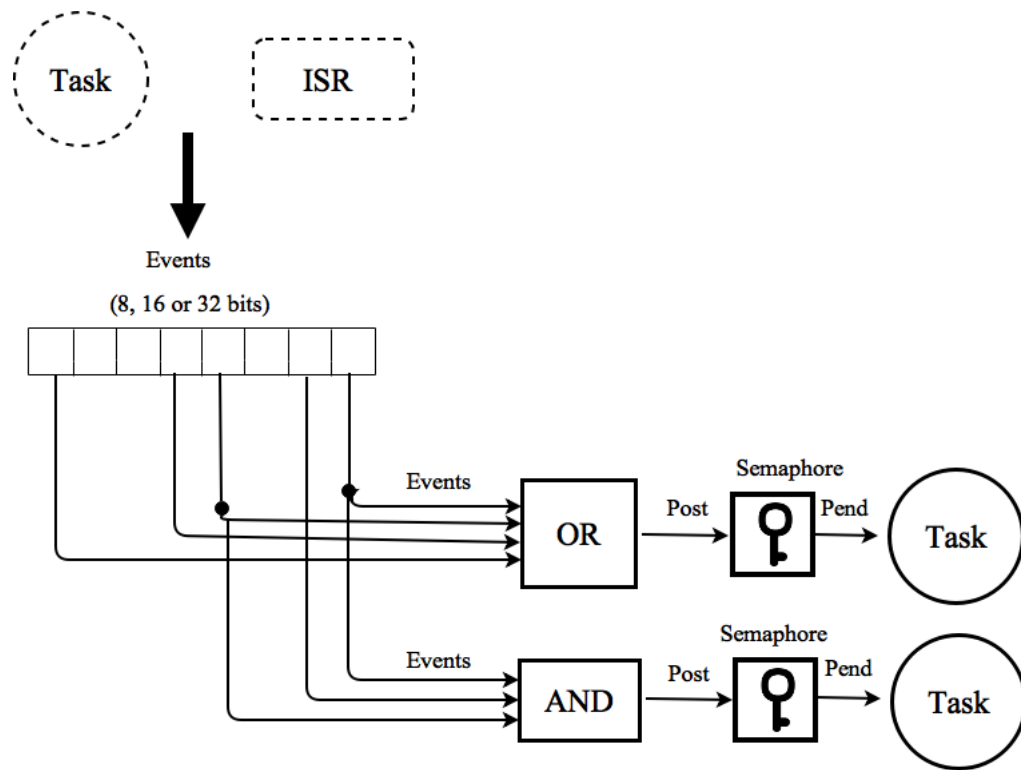 Task
ISR
Events
(8, 16 or 32 bits)
Events
OR
Post
Semaphore
Pend
Task
Events
AND
Post
Semaphore
Pend
Task